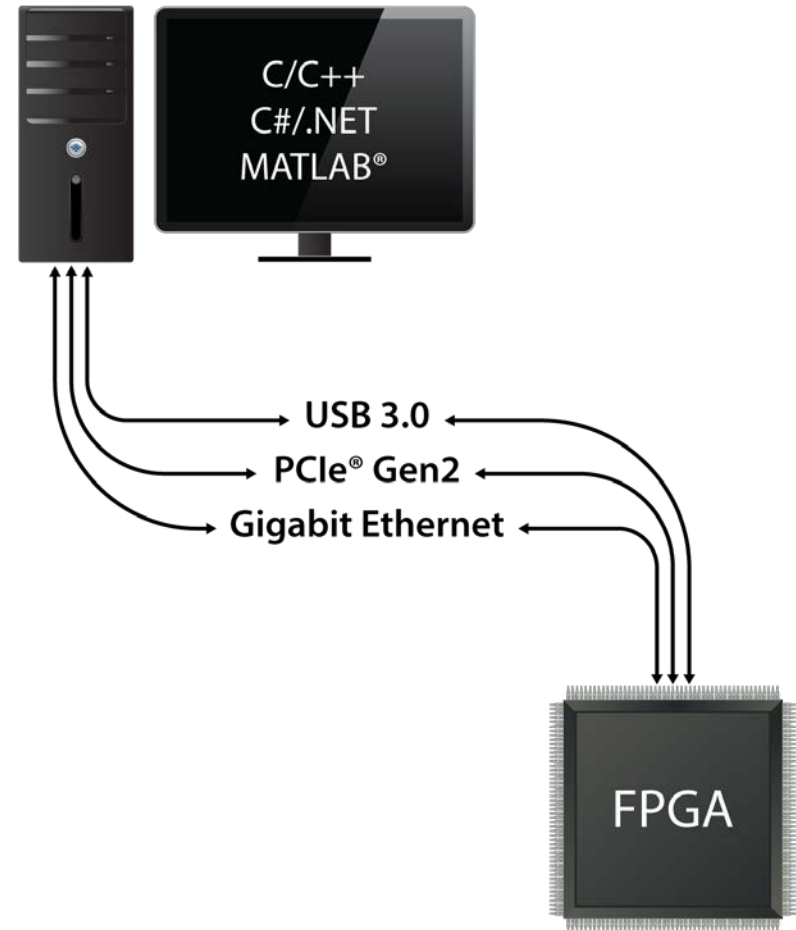 C/C++
C#/.NET
MATLAB®
USB 3.0
PCIe® Gen2
Gigabit Ethernet
FPGA